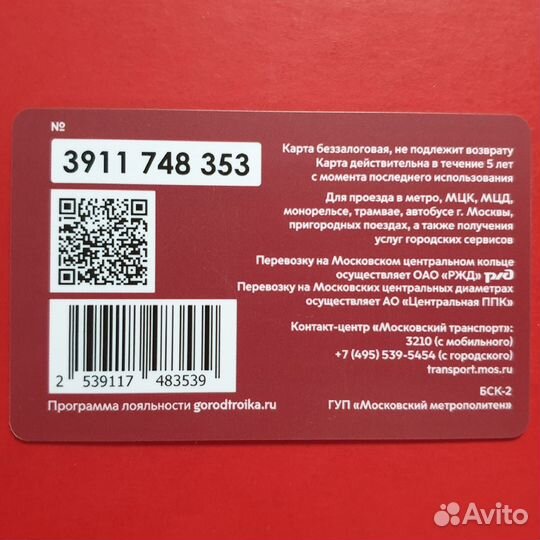 №
3911 748 353
Карта беззалоговая, не подлежит возврату
Карта действительна в течение 5 лет
с момента последнего использования
Для проезда в метро, МЦК, МЦД,
монорельсе, трамвае, автобусе г. Москвы,
пригородных поездах, а также получения
услуг городских сервисов
Перевозку на Московском центральном кольце
осуществляет ОАО «РЖД» РЖД
Перевозку на Московских центральных диаметрах
осуществляет АО «Центральная ППК»
Контакт-центр «Московский транспорт»:
3210 (с мобильного)
+7 (495) 539-5454 (с городского)
transport.mos.ru
2 539117 483539
Программа лояльности gorodtroika.ru
БСК-2
ГУП «Московский метрополитен»
Avito